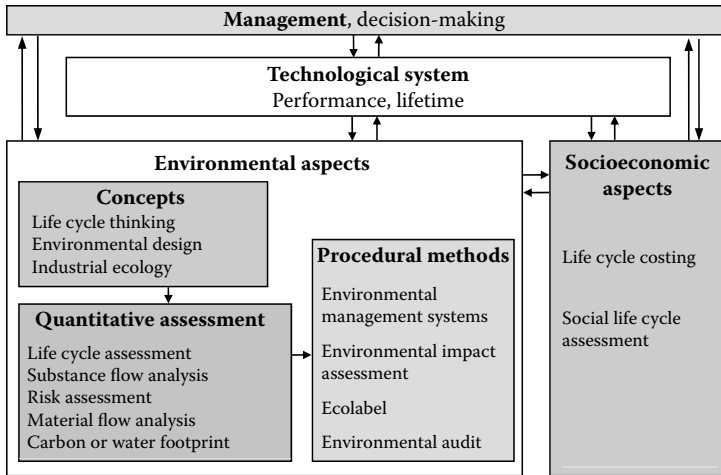 Management, decision-making
Technological system
Performance, lifetime
Environmental aspects
Concepts
Life cycle thinking
Environmental design
Industrial ecology
Quantitative assessment
Life cycle assessment
Substance flow analysis
Risk assessment
Material flow analysis
Carbon or water footprint
Procedural methods
Environmental
management systems
Environmental impact
assessment
Ecolabel
Environmental audit
Socioeconomic
aspects
Life cycle costing
Social life cycle
assessment